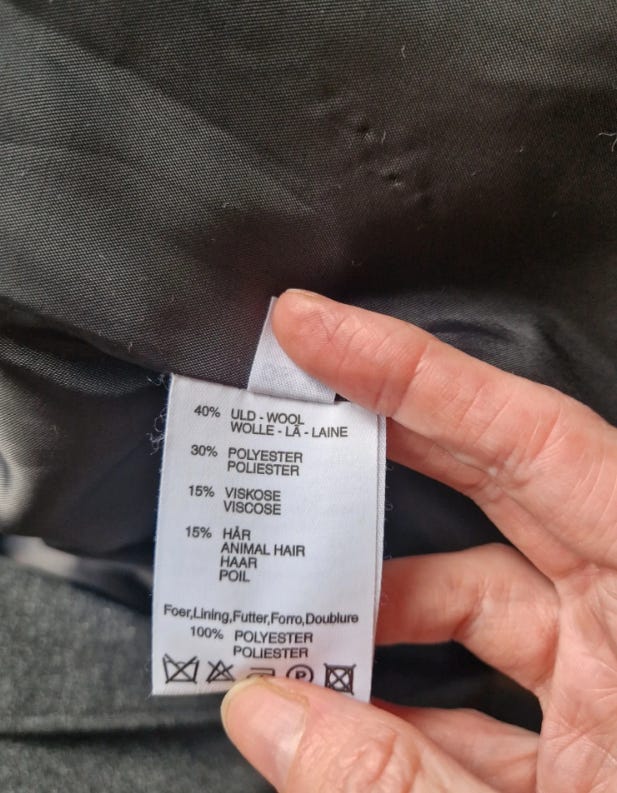 40% ULD - WOOL
WOLLE - LÃ - LAINE
30% POLYESTER
POLIESTER
15% VISKOSE
VISCOSE
15% HÅR
ANIMAL HAIR
HAAR
POIL
Foer,Lining,Futter,Forro,Doublure
100% POLYESTER
POLIESTER
P